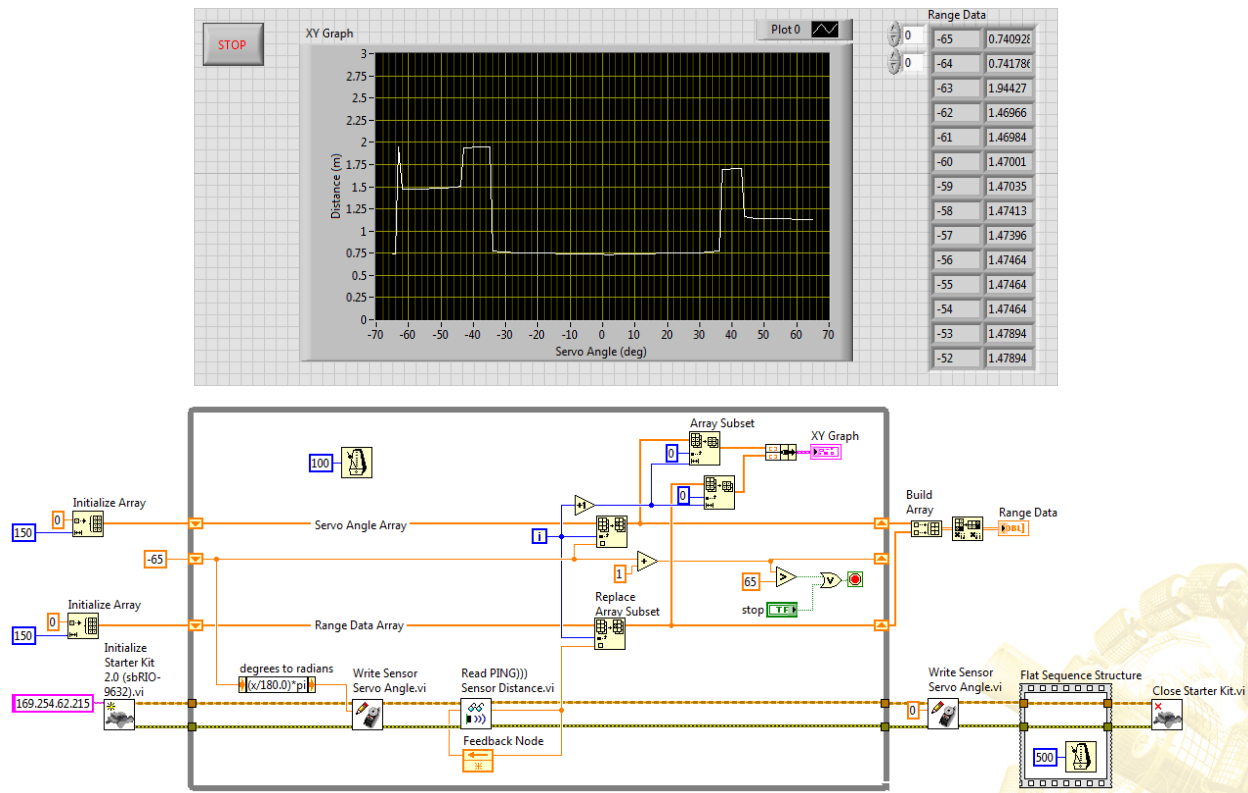 STOP
XY Graph
Plot 0
Distance (m)
3
2.75
2.5
2.25
2
1.75
1.5
1.25
1
0.75
0.5
0.25
0
-70 -60 -50 -40 -30 -20 -10 0 10 20 30 40 50 60 70
Servo Angle (deg)
Range Data
0
0
-65 0.740928
-64 0.741786
-63 1.94427
-62 1.46966
-61 1.46984
-60 1.47001
-59 1.47035
-58 1.47413
-57 1.47396
-56 1.47464
-55 1.47464
-54 1.47464
-53 1.47894
-52 1.47894
100
Array Subset
0
XY Graph
0
+1
Initialize Array
0
150
Servo Angle Array
i
Build
Array
Range Data
DBL]
-65
+
1
65
>
V
stop
TF
Initialize Array
0
150
Range Data Array
Replace
Array Subset
Initialize
Starter Kit
2.0 (sbRIO-
9632).vi
169.254.62.215
degrees to radians
(x/180.0)*pi
Write Sensor
Servo Angle.vi
Read PING)))
Sensor Distance.vi
Feedback Node
Write Sensor
Servo Angle.vi
0
Flat Sequence Structure
500
Close Starter Kit.vi